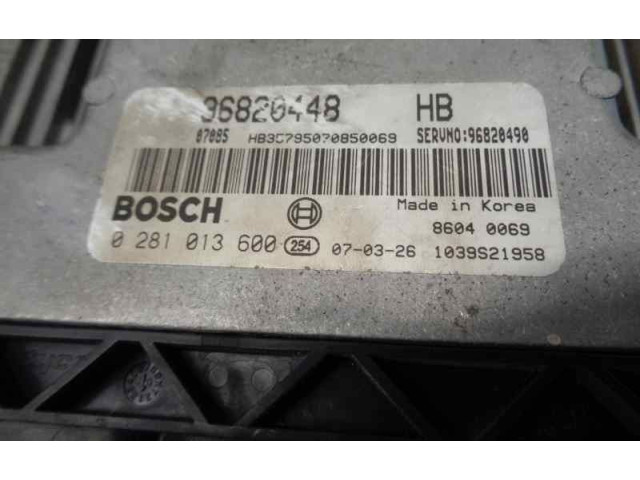 96820448 HB
07085 HB3C795070850069 SERVNO:96820490
BOSCH Made in Korea
8604 0069
0 281 013 600 254 07-03-26 1039S21958